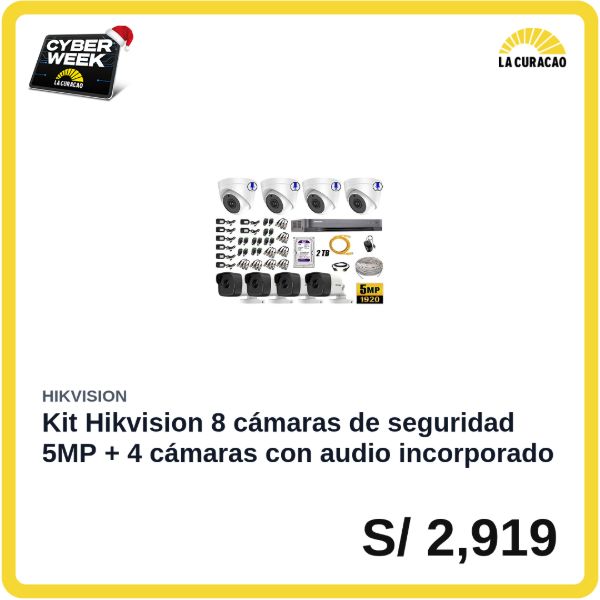 CYBER
WEEK
LA CURACAO
LA CURACAO
2 TB
5MP
1920
HIKVISION
Kit Hikvision 8 cámaras de seguridad
5MP + 4 cámaras con audio incorporado
S/ 2,919